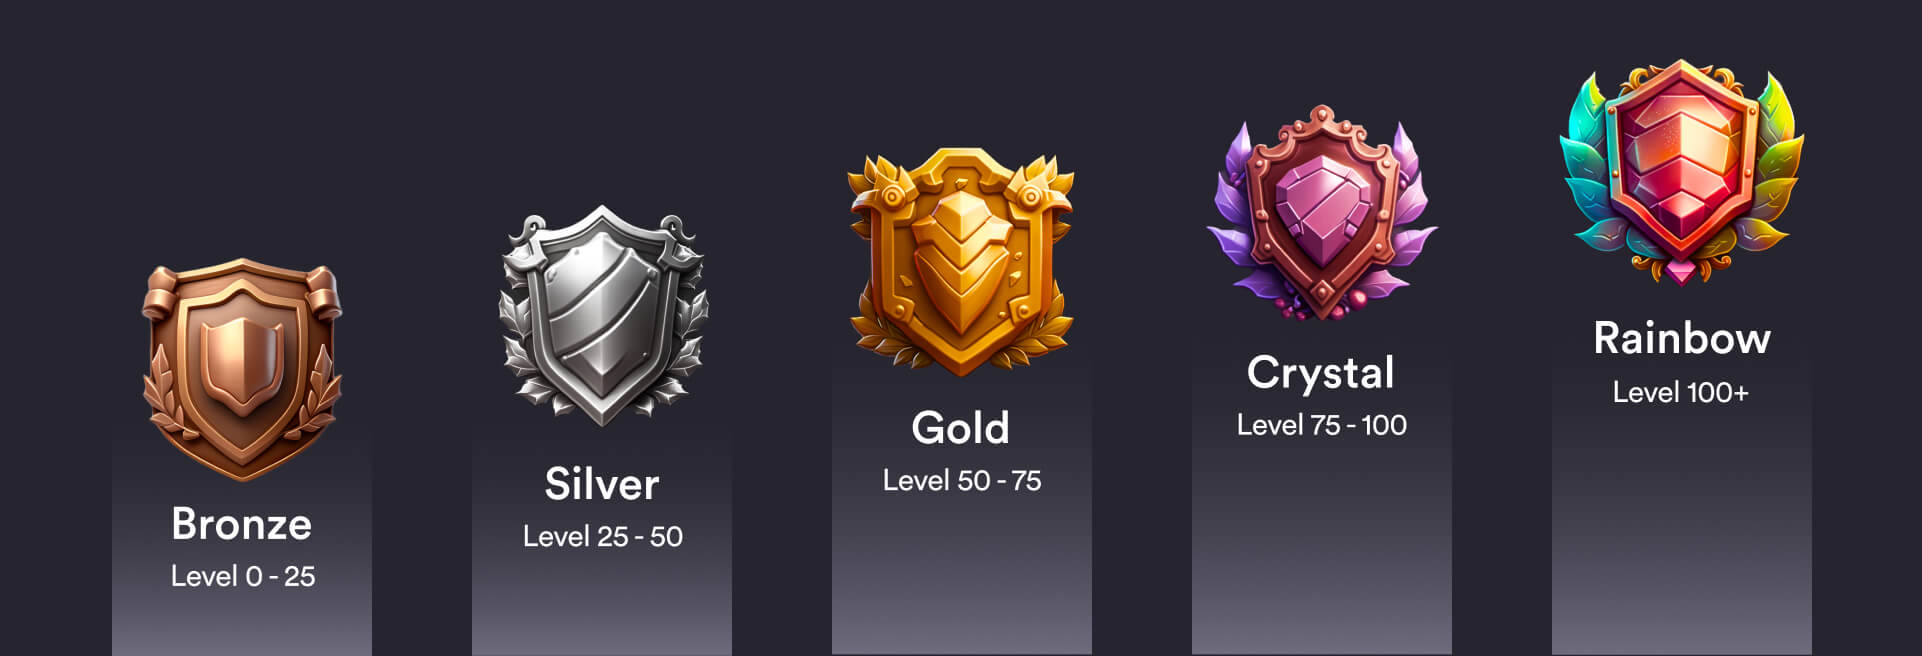 Bronze
Level 0 - 25
Silver
Level 25 - 50
Gold
Level 50 - 75
Crystal
Level 75 - 100
Rainbow
Level 100+